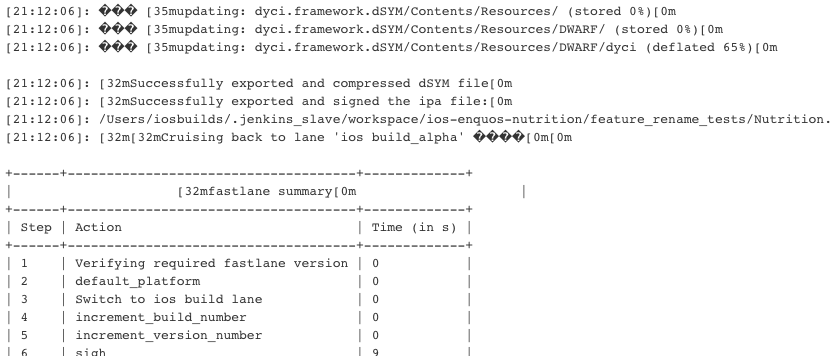 [21:12:06]: ��� [35mupdating: dyci.framework.dSYM/Contents/Resources/ (stored 0%)[0m
[21:12:06]: ��� [35mupdating: dyci.framework.dSYM/Contents/Resources/DWARF/ (stored 0%)[0m
[21:12:06]: ��� [35mupdating: dyci.framework.dSYM/Contents/Resources/DWARF/dyci (deflated 65%)[0m
[21:12:06]: [32mSuccessfully exported and compressed dSYM file[0m
[21:12:06]: [32mSuccessfully exported and signed the ipa file:[0m
[21:12:06]: /Users/iosbuilds/.jenkins_slave/workspace/ios-enquos-nutrition/feature_rename_tests/Nutrition.
[21:12:06]: [32m[32mCruising back to lane 'ios build_alpha' ����[0m[0m
+------+-----------------------------------+-------------+
| [32mfastlane summary[0m |
+------+-----------------------------------+-------------+
| Step | Action | Time (in s) |
+------+-----------------------------------+-------------+
| 1 | Verifying required fastlane version | 0 |
| 2 | default_platform | 0 |
| 3 | Switch to ios build lane | 0 |
| 4 | increment_build_number | 0 |
| 5 | increment_version_number | 0 |
| 6 | sigh | 9 |